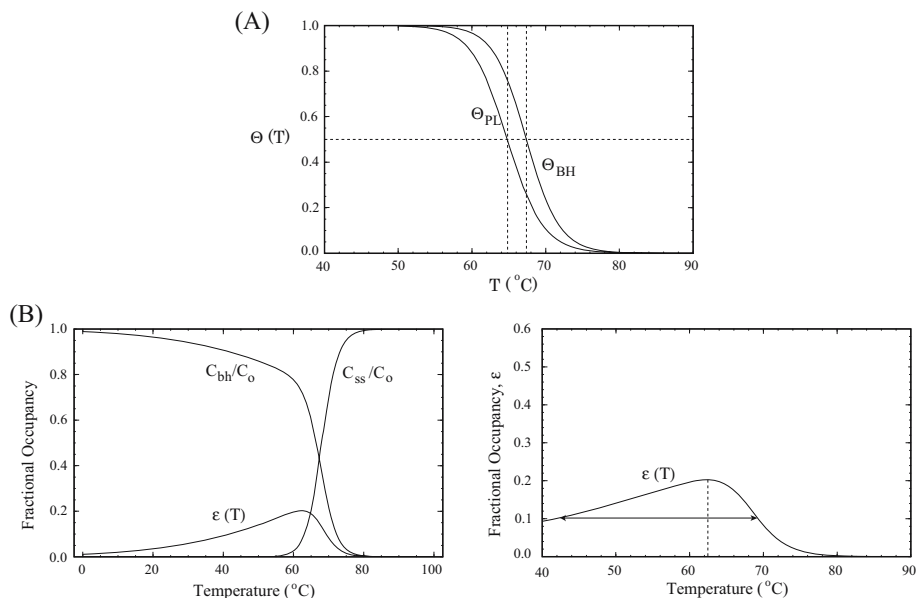 (A)
1.0
0.8
0.6
Θ (T)
0.4
0.2
0.0
Θ_PL
Θ_BH
40 50 60 70 80 90
T (°C)
(B)
1.0
0.8
0.6
0.4
0.2
0.0
Fractional Occupancy
C_bh/C_o
C_ss/C_o
ε (T)
0 20 40 60 80 100
Temperature (°C)
0.6
0.5
0.4
0.3
0.2
0.1
0.0
Fractional Occupancy, ε
ε (T)
40 50 60 70 80 90
Temperature (°C)